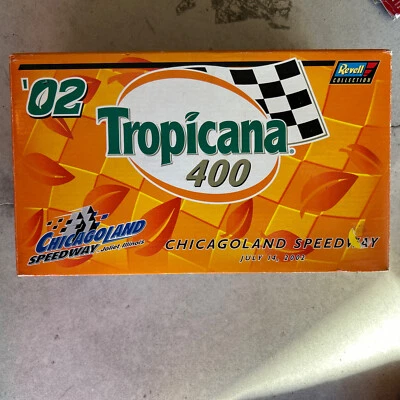 '02
Revell
COLLECTION
Tropicana
400
CHICAGOLAND
SPEEDWAY Joliet, Illinois
CHICAGOLAND SPEEDWAY
JULY 14, 2002